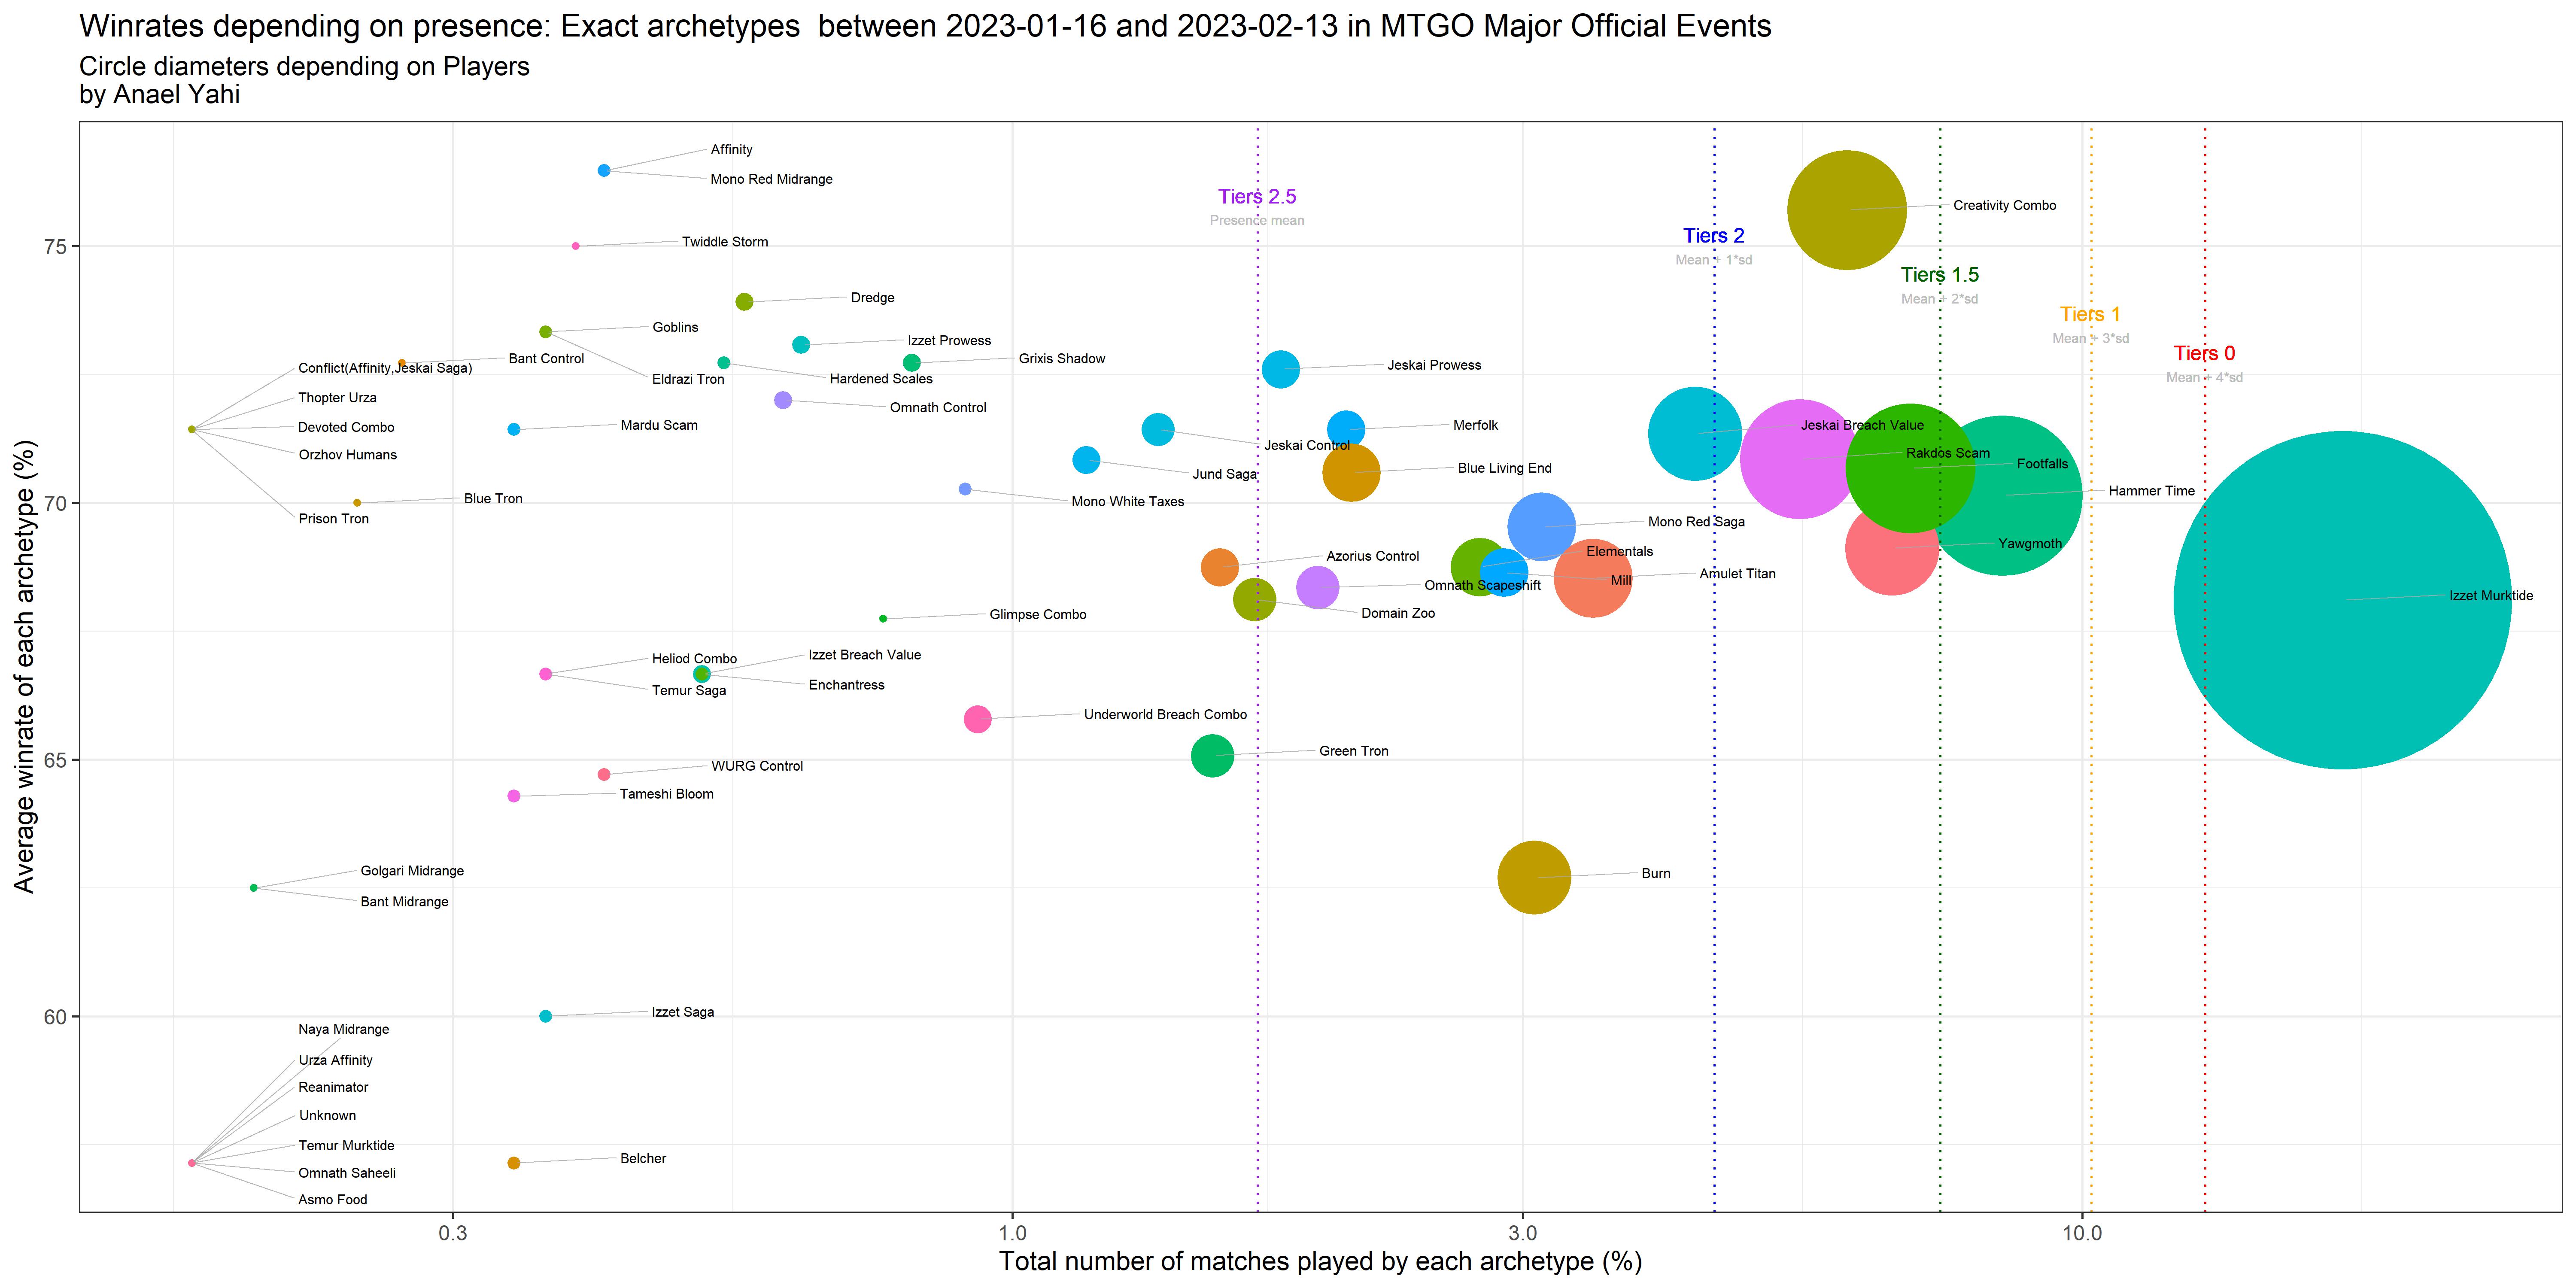 Winrates depending on presence: Exact archetypes  between 2023-01-16 and 2023-02-13 in MTGO Major Official Events
Circle diameters depending on Players
by Anael Yahi
Affinity
Mono Red Midrange
Tiers 2.5
Presence mean
Creativity Combo
Twiddle Storm
Tiers 2
Mean + 1*sd
Tiers 1.5
Mean + 2*sd
Dredge
Tiers 1
Mean + 3*sd
Goblins
Izzet Prowess
Tiers 0
Mean + 4*sd
Bant Control
Grixis Shadow
Conflict(Affinity,Jeskai Saga)
Jeskai Prowess
Eldrazi Tron
Hardened Scales
Thopter Urza
Omnath Control
Devoted Combo
Mardu Scam
Merfolk
Jeskai Breach Value
Jeskai Control
Orzhov Humans
Rakdos Scam
Footfalls
Blue Living End
Jund Saga
Hammer Time
Blue Tron
Mono White Taxes
Prison Tron
Mono Red Saga
Yawgmoth
Elementals
Azorius Control
Amulet Titan
Mill
Omnath Scapeshift
Izzet Murktide
Domain Zoo
Glimpse Combo
Heliod Combo
Izzet Breach Value
Enchantress
Temur Saga
Underworld Breach Combo
Green Tron
WURG Control
Tameshi Bloom
Golgari Midrange
Burn
Bant Midrange
Izzet Saga
Naya Midrange
Urza Affinity
Reanimator
Unknown
Temur Murktide
Belcher
Omnath Saheeli
Asmo Food
75
70
65
60
Average winrate of each archetype (%)
0.3
1.0
3.0
10.0
Total number of matches played by each archetype (%)